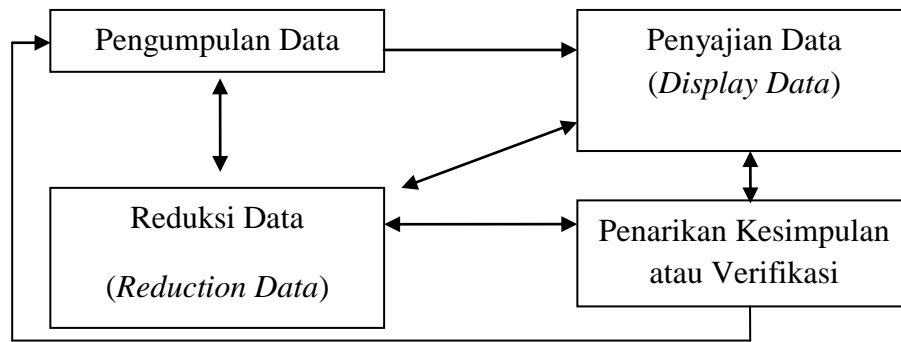 Pengumpulan Data
Penyajian Data
(Display Data)
Reduksi Data
(Reduction Data)
Penarikan Kesimpulan
atau Verifikasi